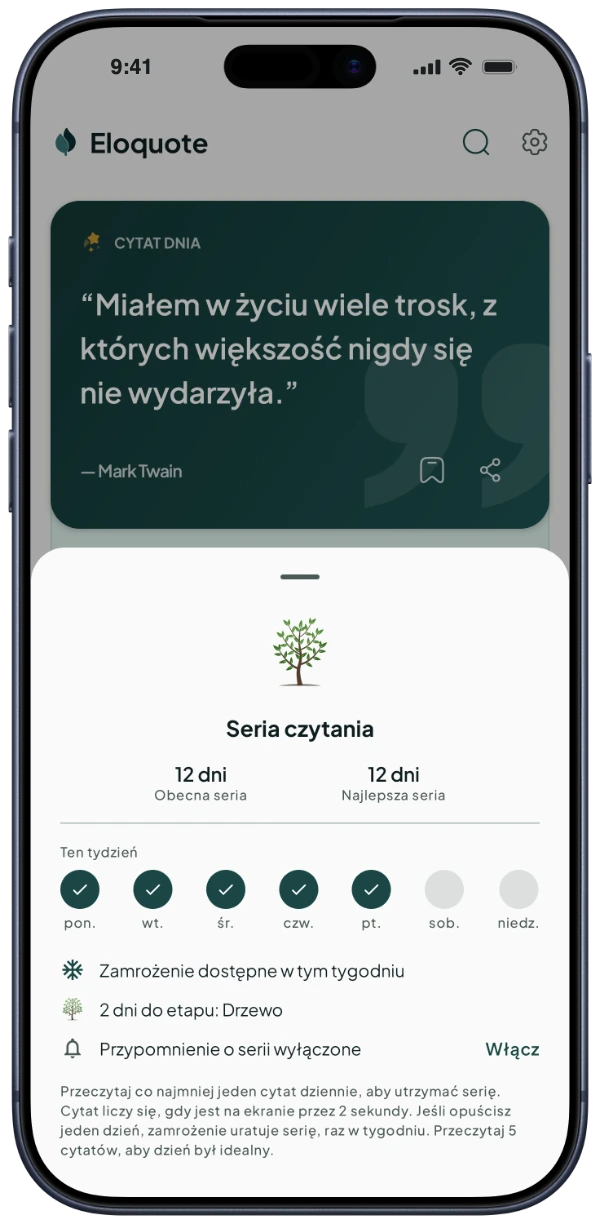 9:41
Eloquote
CYTAT DNIA
“Miałem w życiu wiele trosk, z
których większość nigdy się
nie wydarzyła.”
— Mark Twain
Seria czytania
12 dni 12 dni
Obecna seria Najlepsza seria
Ten tydzień
pon. wt. śr. czw. pt. sob. niedz.
Zamrożenie dostępne w tym tygodniu
2 dni do etapu: Drzewo
Przypomnienie o serii wyłączone Włącz
Przeczytaj co najmniej jeden cytat dziennie, aby utrzymać serię.
Cytat liczy się, gdy jest na ekranie przez 2 sekundy. Jeśli opuścisz
jeden dzień, zamrożenie uratuje serię, raz w tygodniu. Przeczytaj 5
cytatów, aby dzień był idealny.